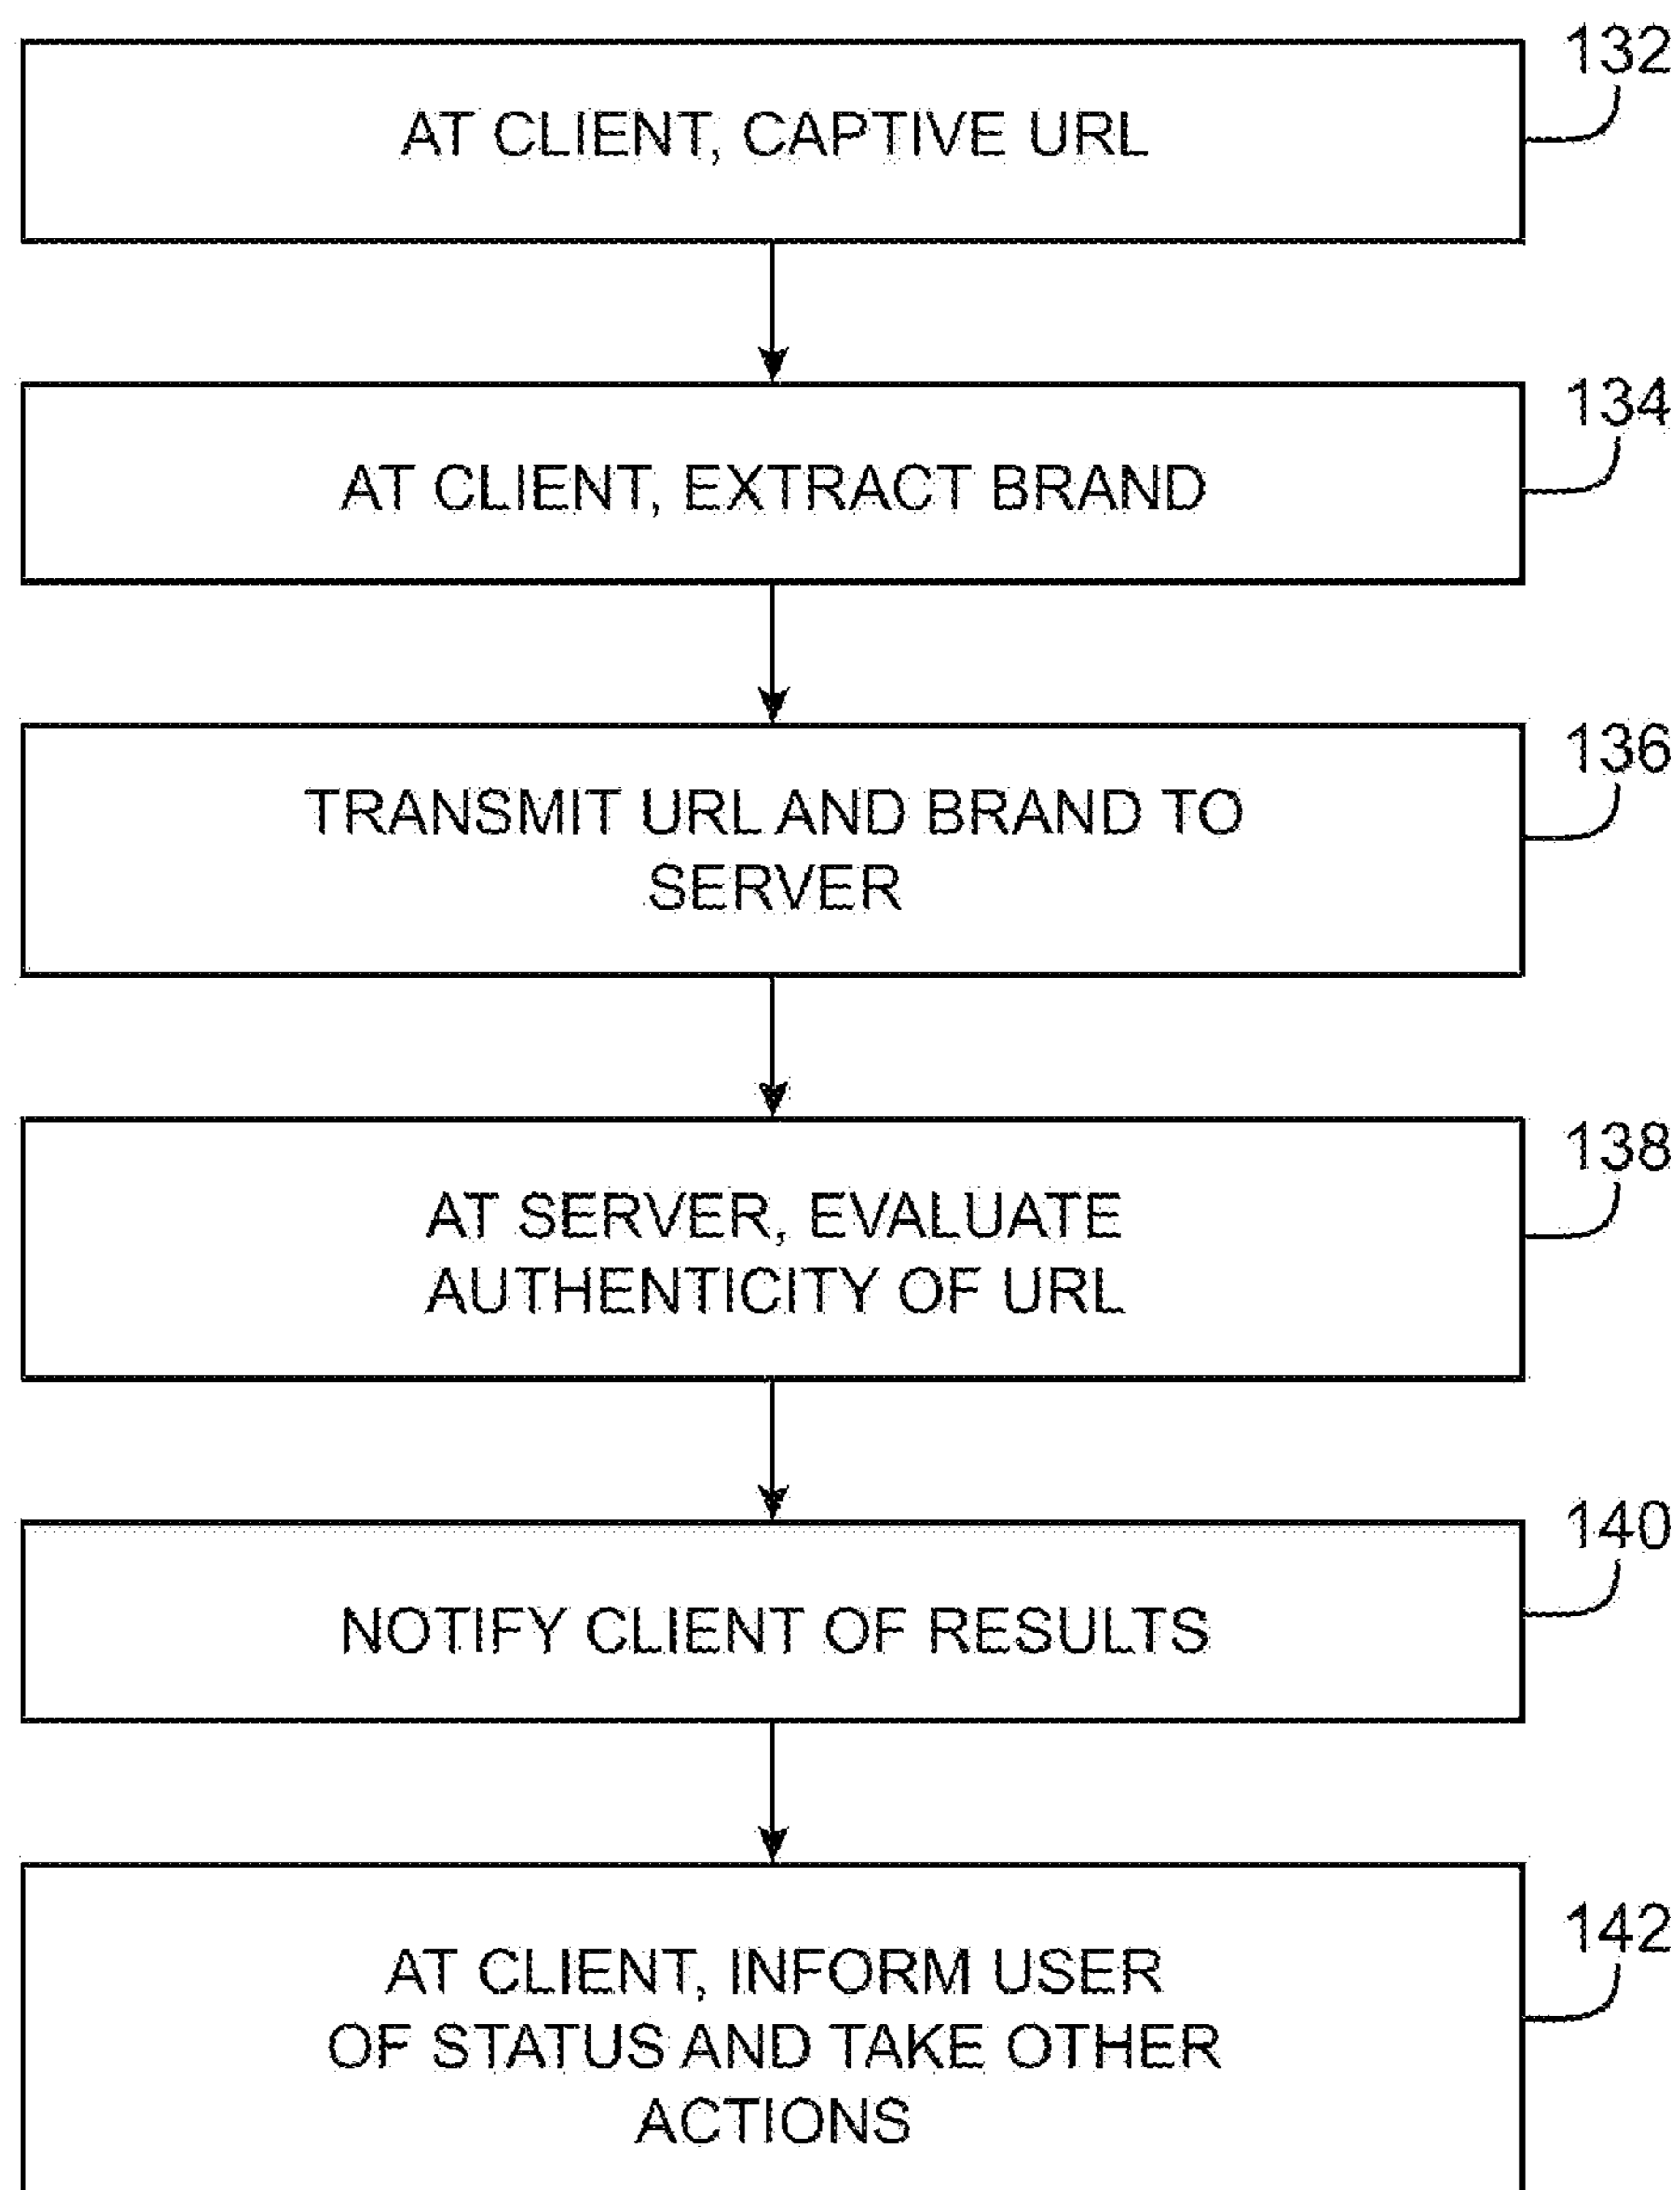 132
AT CLIENT, CAPTIVE URL
134
AT CLIENT, EXTRACT BRAND
136
TRANSMIT URL AND BRAND TO
SERVER
138
AT SERVER, EVALUATE
AUTHENTICITY OF URL
140
NOTIFY CLIENT OF RESULTS
142
AT CLIENT, INFORM USER
OF STATUS AND TAKE OTHER
ACTIONS